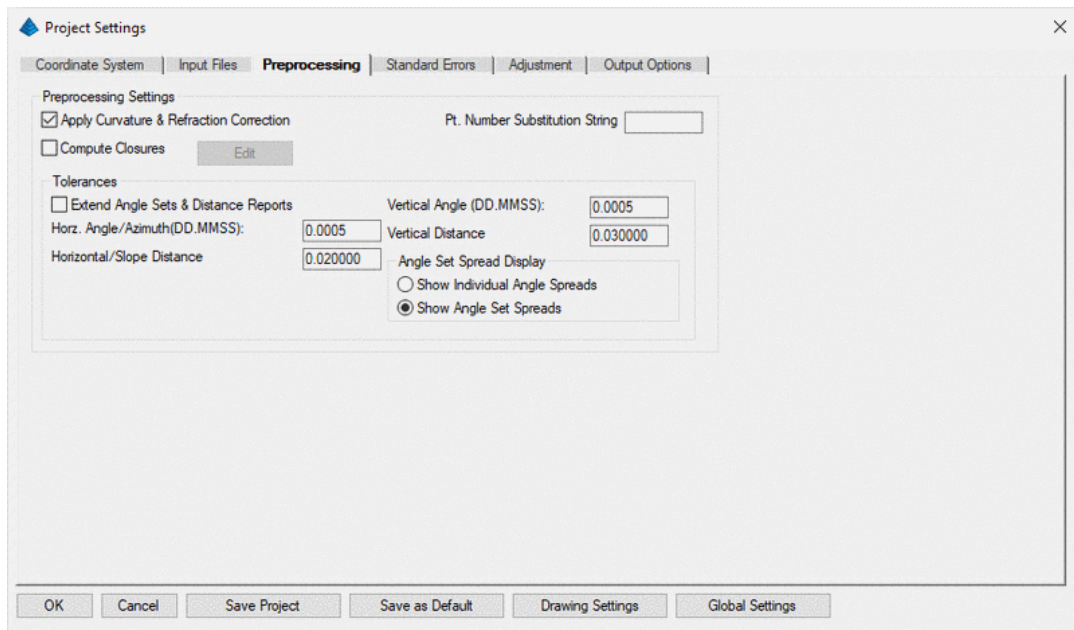 Project Settings
Coordinate System Input Files Preprocessing Standard Errors Adjustment Output Options
Preprocessing Settings
Apply Curvature & Refraction Correction Pt. Number Substitution String
Compute Closures Edit
Tolerances
Extend Angle Sets & Distance Reports Vertical Angle (DD.MMSS): 0.0005
Horz. Angle/Azimuth(DD.MMSS): 0.0005 Vertical Distance 0.030000
Horizontal/Slope Distance 0.020000 Angle Set Spread Display
Show Individual Angle Spreads
Show Angle Set Spreads
OK Cancel Save Project Save as Default Drawing Settings Global Settings